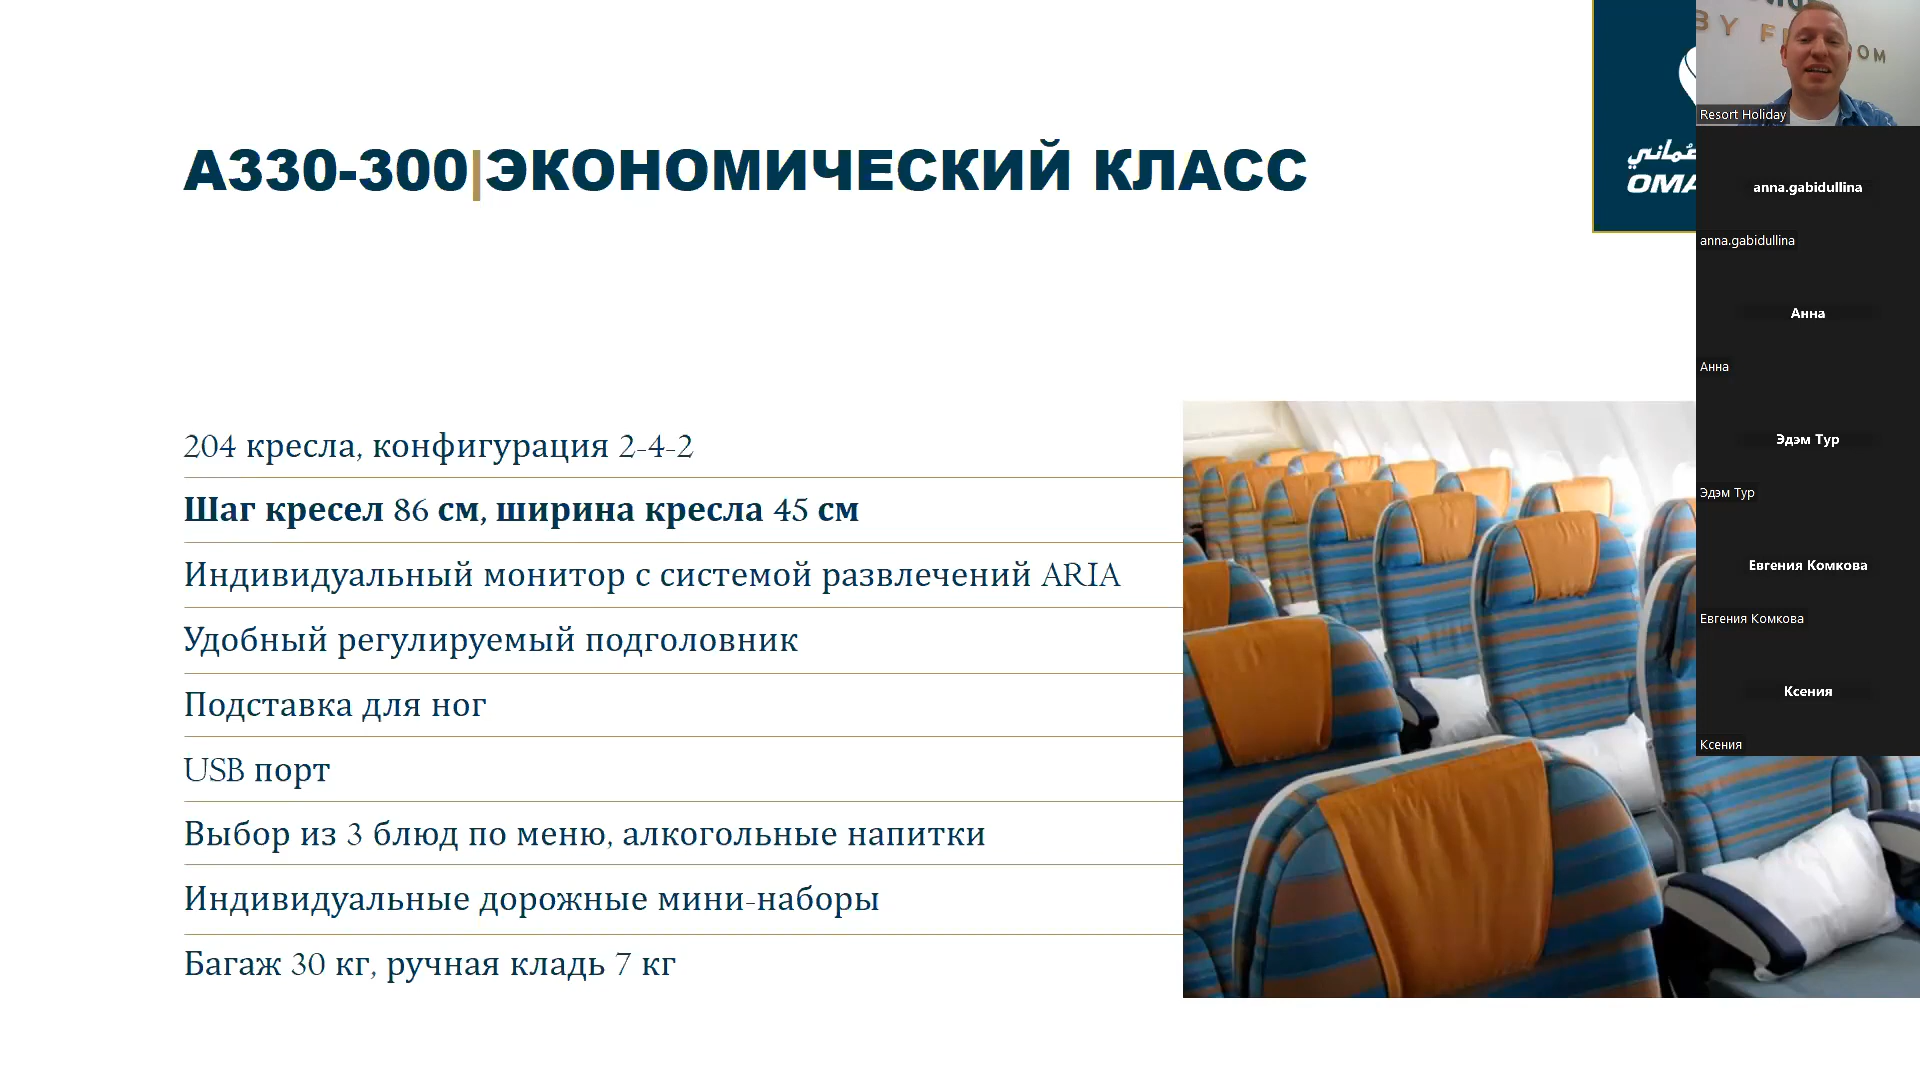 A330-300|ЭКОНОМИЧЕСКИЙ КЛАСС
204 кресла, конфигурация 2-4-2
Шаг кресел 86 см, ширина кресла 45 см
Индивидуальный монитор с системой развлечений ARIA
Удобный регулируемый подголовник
Подставка для ног
USB порт
Выбор из 3 блюд по меню, алкогольные напитки
Индивидуальные дорожные мини-наборы
Багаж 30 кг, ручная кладь 7 кг
BY
OM
Resort Holiday
anna.gabidullina
anna.gabidullina
Анна
Анна
Эдэм Тур
Эдэм Тур
Евгения Комкова
Евгения Комкова
Ксения
Ксения